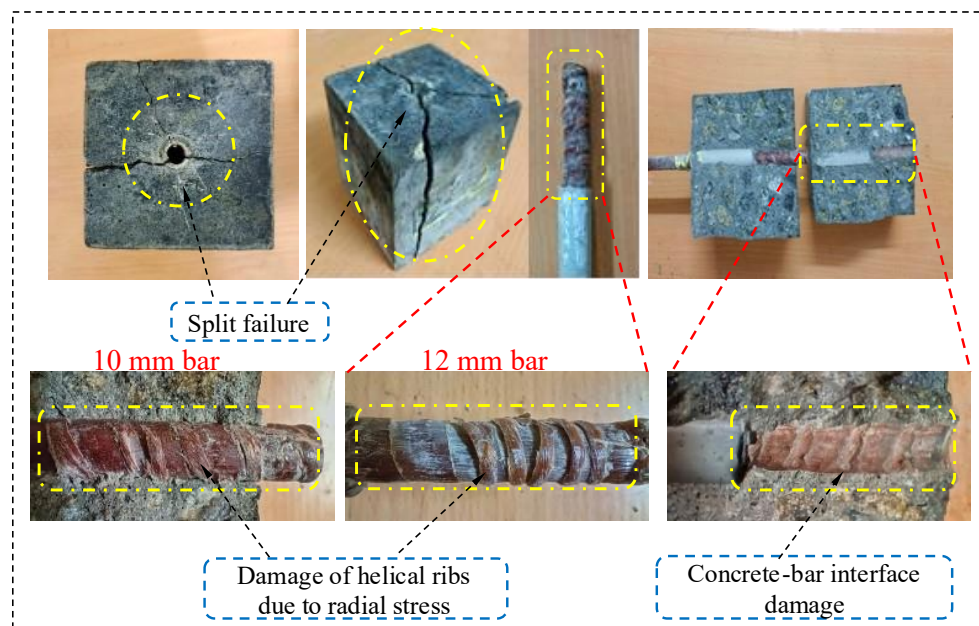 Split failure
10 mm bar
12 mm bar
Damage of helical ribs
due to radial stress
Concrete-bar interface
damage